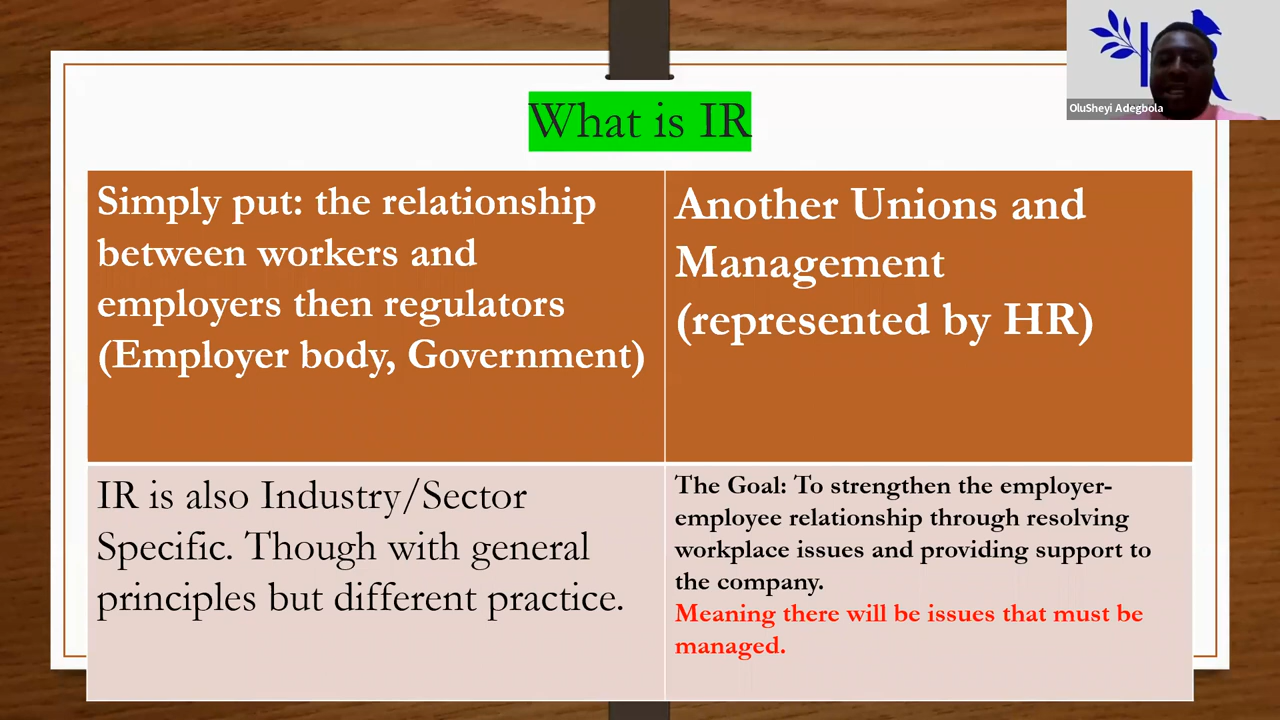 What is IR
OluSheyi Adegbola
Simply put: the relationship
between workers and
employers then regulators
(Employer body, Government)
Another Unions and
Management
(represented by HR)
IR is also Industry/Sector
Specific. Though with general
principles but different practice.
The Goal: To strengthen the employer-
employee relationship through resolving
workplace issues and providing support to
the company.
Meaning there will be issues that must be
managed.